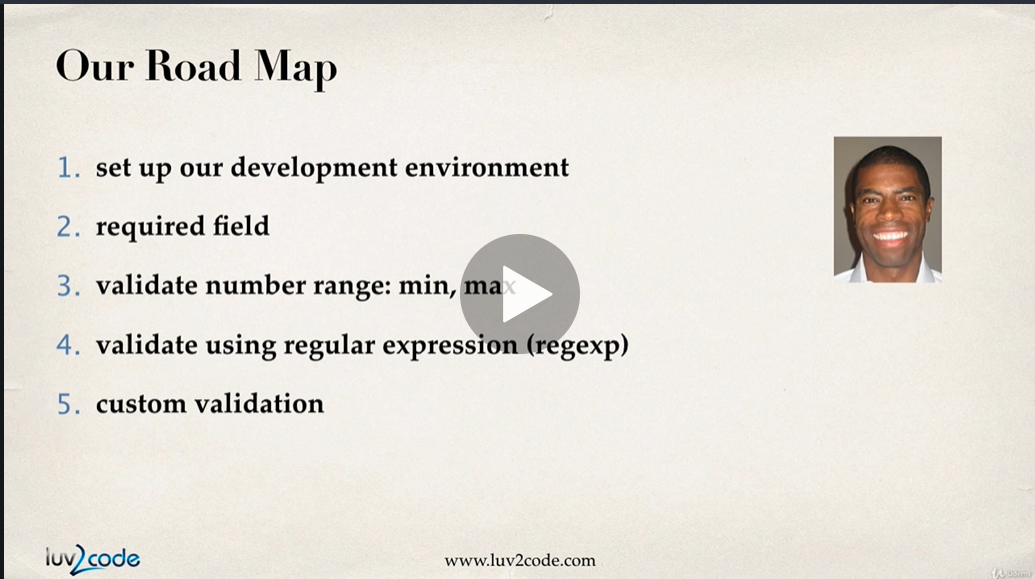 Our Road Map
1. set up our development environment
2. required field
3. validate number range: min, max
4. validate using regular expression (regexp)
5. custom validation
luv2code
www.luv2code.com